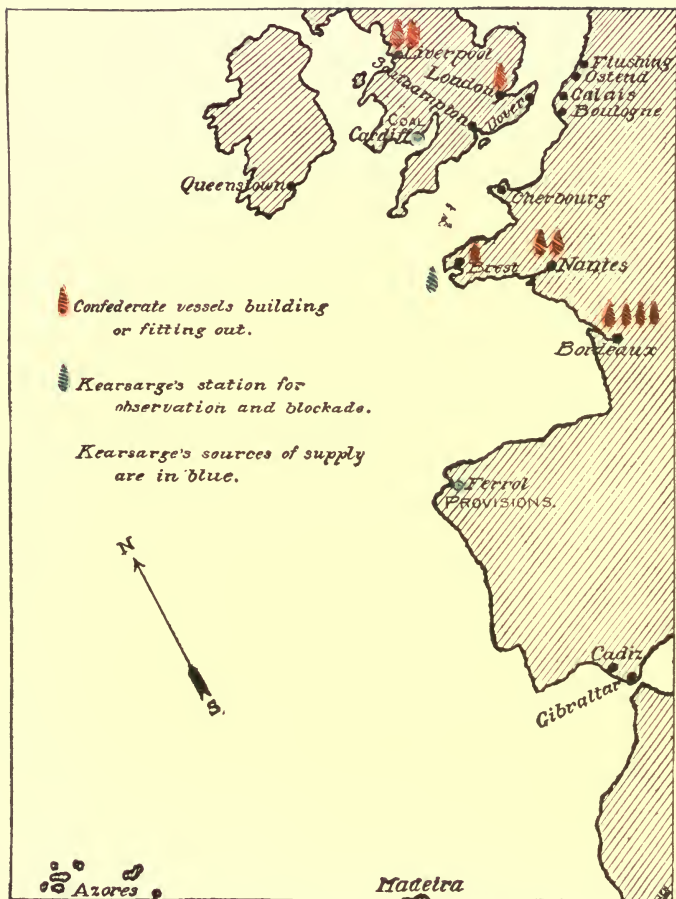 Liverpool
Southampton
London
Dover
COAL
Cardiff
Queenstown
Flushing
Ostend
Calais
Boulogne
Cherbourg
Brest
Nantes
Bordeaux
Confederate vessels building
or fitting out.
Kearsarge's station for
observation and blockade.
Kearsarge's sources of supply
are in blue.
Ferrol
PROVISIONS.
N
S.
Cadiz
Gibraltar
Azores
Madeira